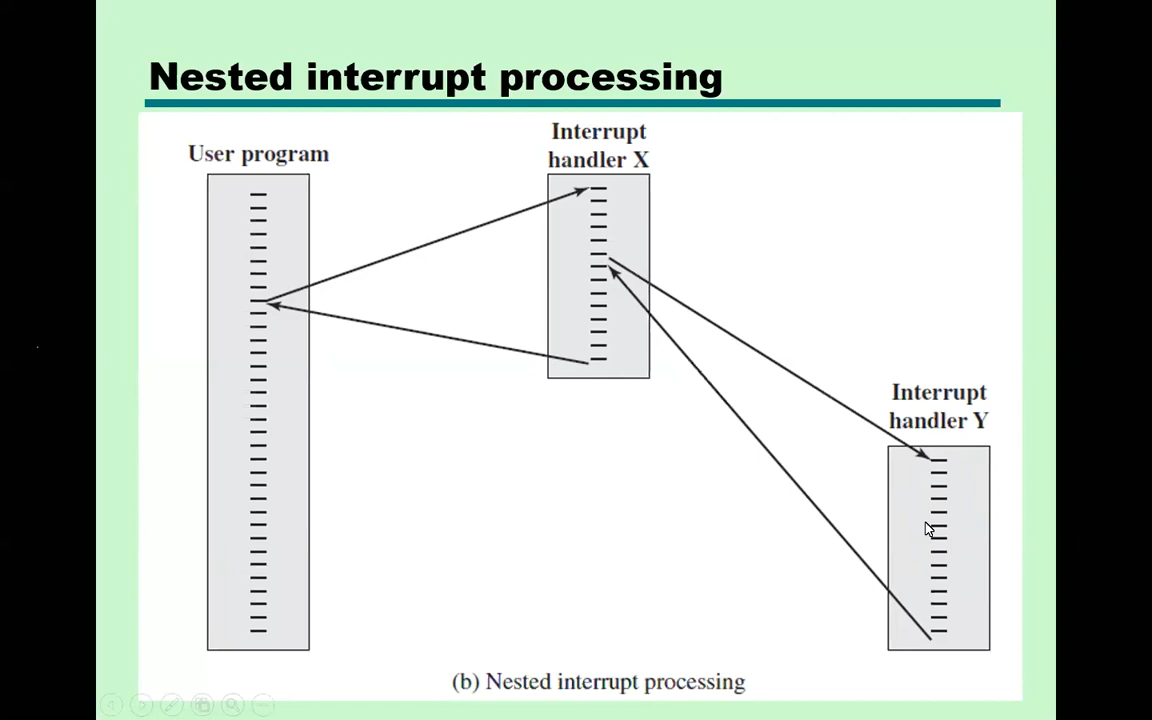 Nested interrupt processing
User program
Interrupt
handler X
Interrupt
handler Y
(b) Nested interrupt processing